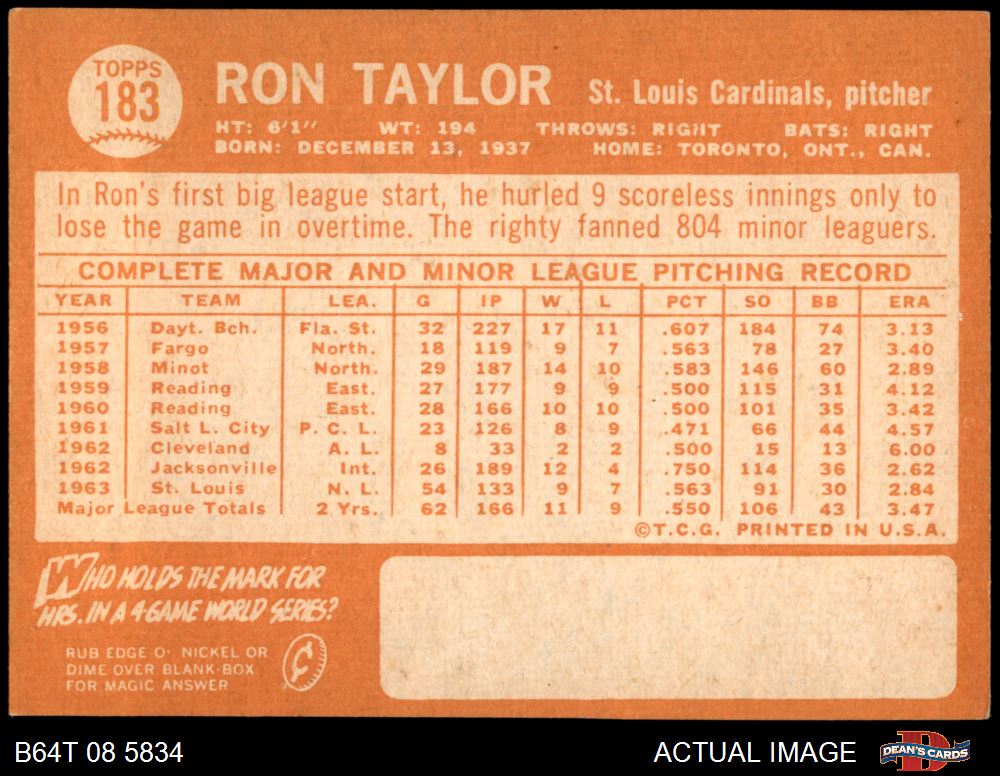 TOPPS
183
RON TAYLOR St. Louis Cardinals, pitcher
HT: 6'1" WT: 194 THROWS: RIGHT BATS: RIGHT
BORN: DECEMBER 13, 1937 HOME: TORONTO, ONT., CAN.
In Ron's first big league start, he hurled 9 scoreless innings only to
lose the game in overtime. The righty fanned 804 minor leaguers.
COMPLETE MAJOR AND MINOR LEAGUE PITCHING RECORD
YEAR TEAM LEA. G IP W L PCT SO BB ERA
1956 Dayt. Bch. Fla. St. 32 227 17 11 .607 184 74 3.13
1957 Fargo North. 18 119 9 7 .563 78 27 3.40
1958 Minot North. 29 187 14 10 .583 146 60 2.89
1959 Reading East. 27 177 9 9 .500 115 31 4.12
1960 Reading East. 28 166 10 10 .500 101 35 3.42
1961 Salt L. City P. C. L. 23 126 8 9 .471 66 44 4.57
1962 Cleveland A. L. 8 33 2 2 .500 15 13 6.00
1962 Jacksonville Int. 26 189 12 4 .750 114 36 2.62
1963 St. Louis N. L. 54 133 9 7 .563 91 30 2.84
Major League Totals 2 Yrs. 62 166 11 9 .550 106 43 3.47
©T.C.G. PRINTED IN U.S.A.
WHO HOLDS THE MARK FOR
HRS. IN A 4-GAME WORLD SERIES?
RUB EDGE O· NICKEL OR
DIME OVER BLANK-BOX
FOR MAGIC ANSWER
¢
B64T 08 5834 ACTUAL IMAGE DEAN'S CARDS